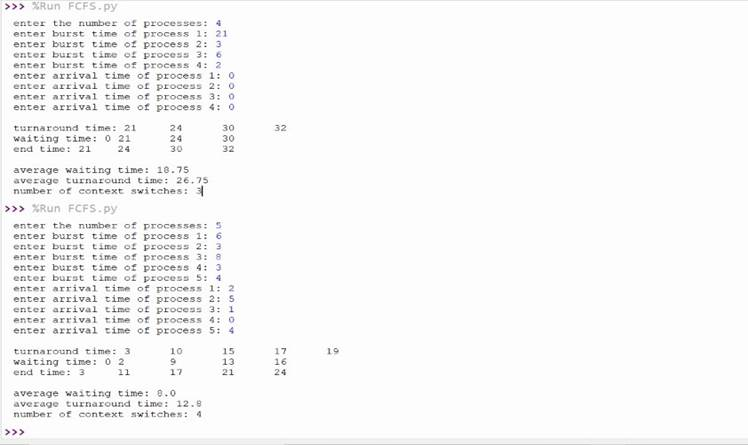 >>> %Run FCFS.py
enter the number of processes: 4
enter burst time of process 1: 21
enter burst time of process 2: 3
enter burst time of process 3: 6
enter burst time of process 4: 2
enter arrival time of process 1: 0
enter arrival time of process 2: 0
enter arrival time of process 3: 0
enter arrival time of process 4: 0
turnaround time: 21 24 30 32
waiting time: 0 21 24 30
end time: 21 24 30 32
average waiting time: 18.75
average turnaround time: 26.75
number of context switches: 3
>>> %Run FCFS.py
enter the number of processes: 5
enter burst time of process 1: 6
enter burst time of process 2: 3
enter burst time of process 3: 8
enter burst time of process 4: 3
enter burst time of process 5: 4
enter arrival time of process 1: 2
enter arrival time of process 2: 5
enter arrival time of process 3: 1
enter arrival time of process 4: 0
enter arrival time of process 5: 4
turnaround time: 3 10 15 17 19
waiting time: 0 2 9 13 16
end time: 3 11 17 21 24
average waiting time: 8.0
average turnaround time: 12.8
number of context switches: 4
>>>